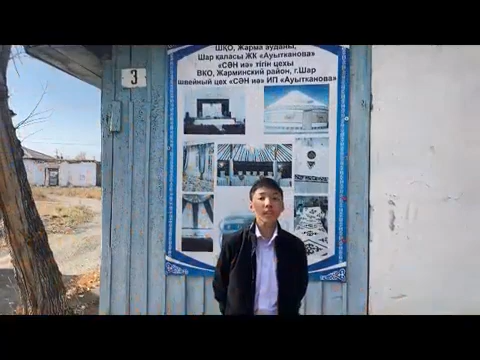 ШҚО, Жарма ауданы,
Шар қаласы ЖК «Ауытканова»
«СӘН иә» тігін цехы
ВКО, Жарминский район, г.Шар
швейный цех «СӘН иә» ИП «Ауытканова»
3